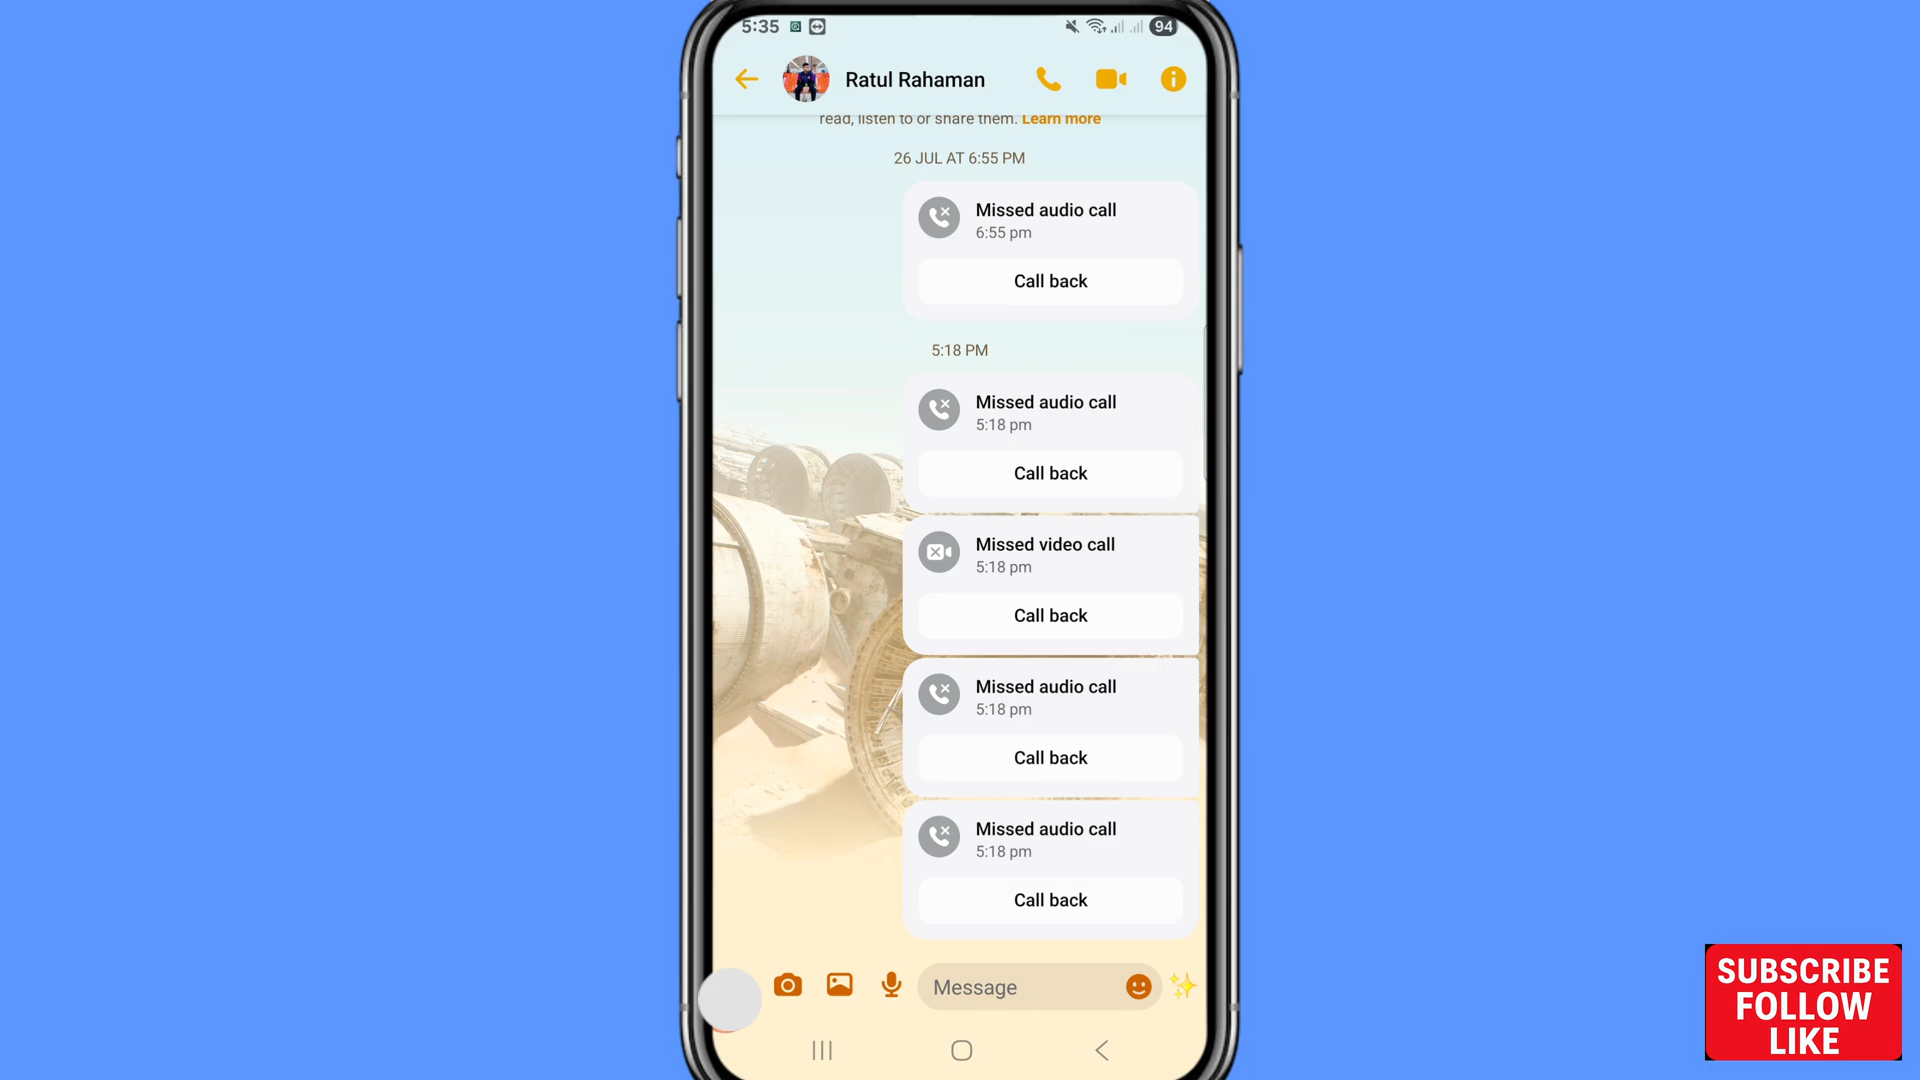 5:35
94
Ratul Rahaman
read, listen to or share them. Learn more
26 JUL AT 6:55 PM
Missed audio call
6:55 pm
Call back
5:18 PM
Missed audio call
5:18 pm
Call back
Missed video call
5:18 pm
Call back
Missed audio call
5:18 pm
Call back
Missed audio call
5:18 pm
Call back
Message
SUBSCRIBE
FOLLOW
LIKE